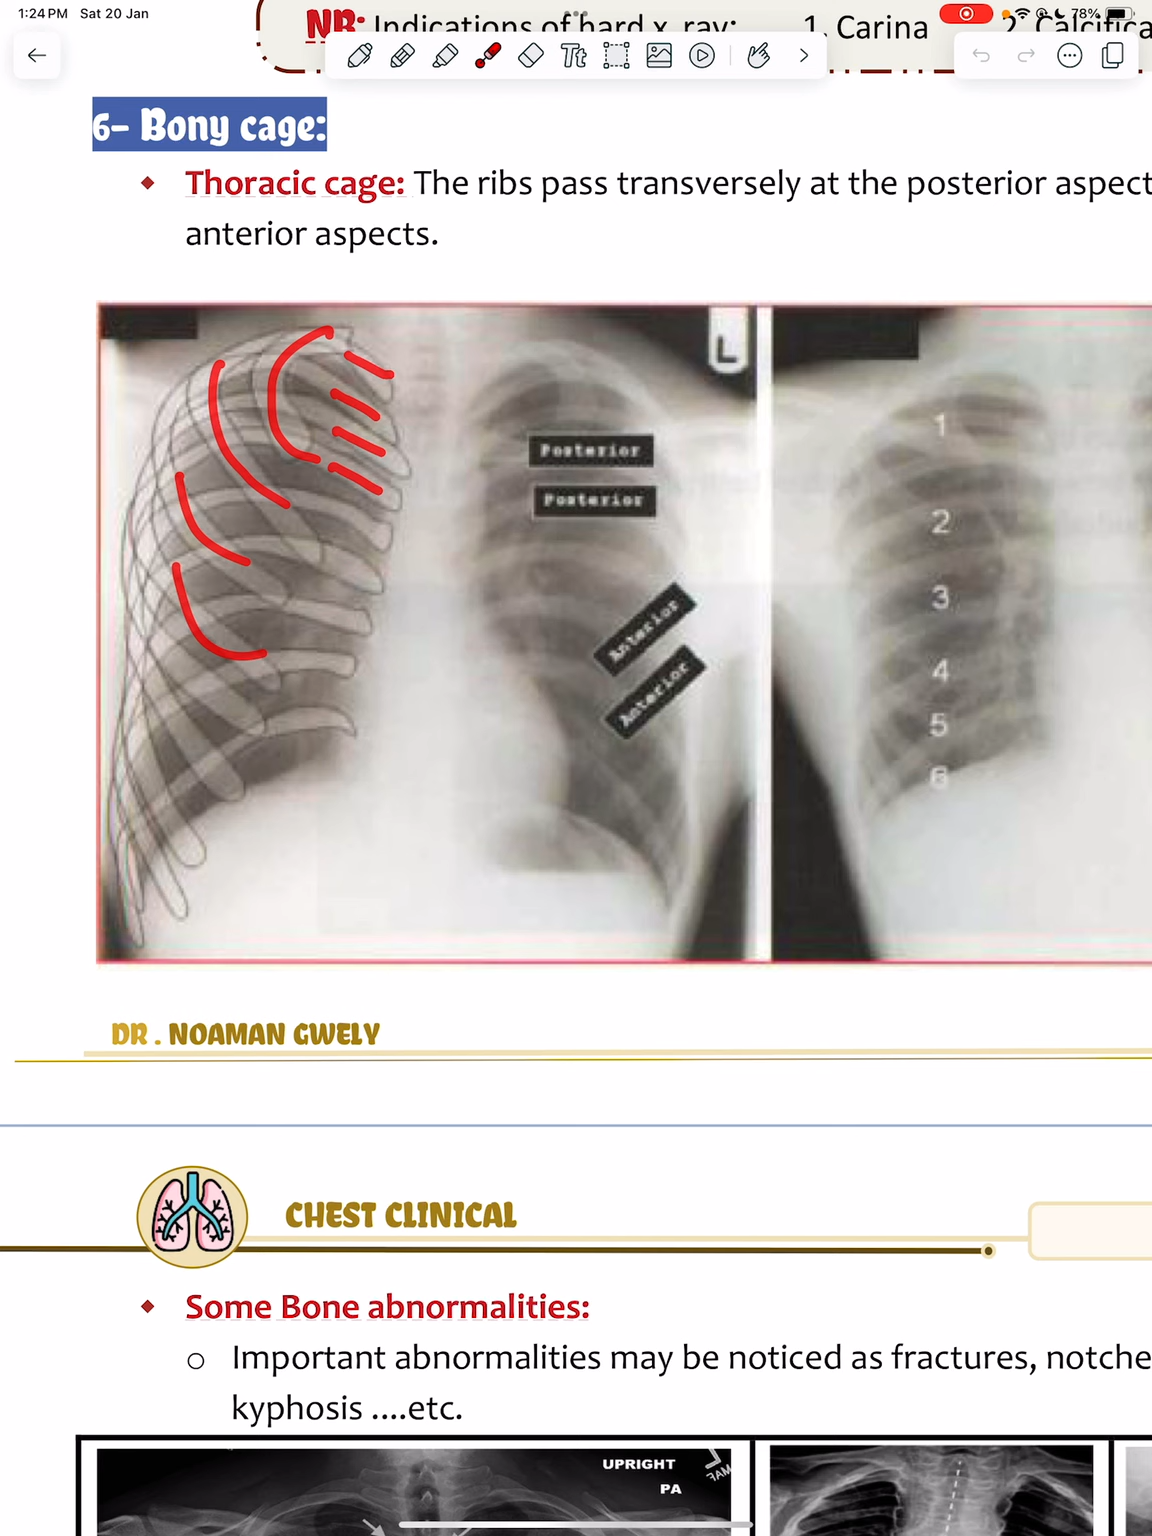 1:24 PM Sat 20 Jan
78%
NB: Indications of hard x ray: 1. Carina 2. Calcifica
Tt
6- Bony cage:
Thoracic cage: The ribs pass transversely at the posterior aspect
anterior aspects.
L
Posterior
Posterior
Anterior
Anterior
1
2
3
4
5
6
DR . NOAMAN GWELY
CHEST CLINICAL
Some Bone abnormalities:
Important abnormalities may be noticed as fractures, notche
kyphosis ....etc.
UPRIGHT
PA